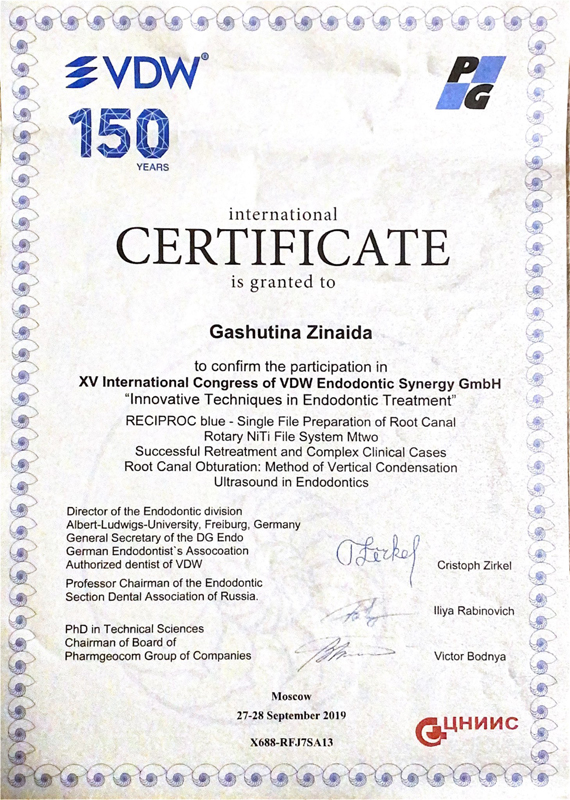 VDW®
150
YEARS
PG
international
CERTIFICATE
is granted to
Gashutina Zinaida
to confirm the participation in
XV International Congress of VDW Endodontic Synergy GmbH
“Innovative Techniques in Endodontic Treatment”
RECIPROC blue - Single File Preparation of Root Canal
Rotary NiTi File System Mtwo
Successful Retreatment and Complex Clinical Cases
Root Canal Obturation: Method of Vertical Condensation
Ultrasound in Endodontics
Director of the Endodontic division
Albert-Ludwigs-University, Freiburg, Germany
General Secretary of the DG Endo
German Endodontist`s Assocoation
Authorized dentist of VDW
Cristoph Zirkel
Professor Chairman of the Endodontic
Section Dental Association of Russia.
Iliya Rabinovich
PhD in Technical Sciences
Chairman of Board of
Pharmgeocom Group of Companies
Victor Bodnya
Moscow
27-28 September 2019
X688-RFJ7SA13
ЦНИИС